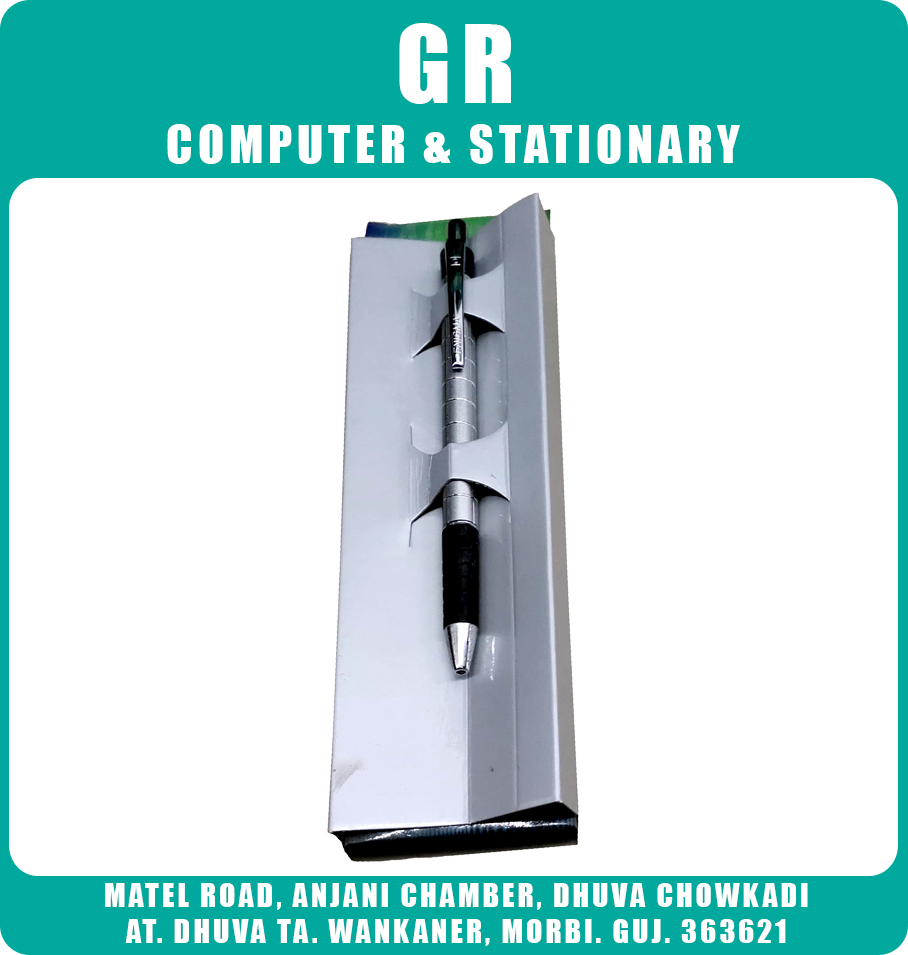 GR
COMPUTER & STATIONARY
MATEL ROAD, ANJANI CHAMBER, DHUVA CHOWKADI
AT. DHUVA TA. WANKANER, MORBI. GUJ. 363621